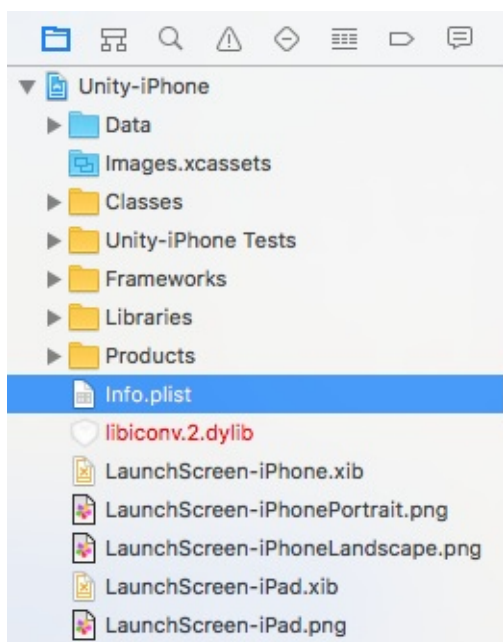 Unity-iPhone
Data
Images.xcassets
Classes
Unity-iPhone Tests
Frameworks
Libraries
Products
Info.plist
libiconv.2.dylib
LaunchScreen-iPhone.xib
LaunchScreen-iPhonePortrait.png
LaunchScreen-iPhoneLandscape.png
LaunchScreen-iPad.xib
LaunchScreen-iPad.png